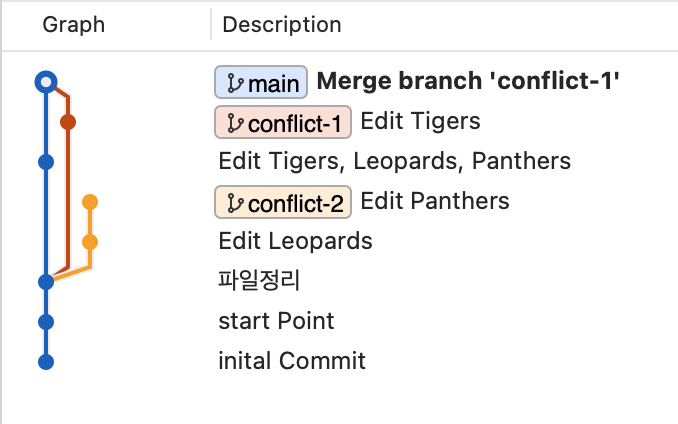 Graph Description
main Merge branch 'conflict-1'
conflict-1 Edit Tigers
Edit Tigers, Leopards, Panthers
conflict-2 Edit Panthers
Edit Leopards
파일정리
start Point
inital Commit